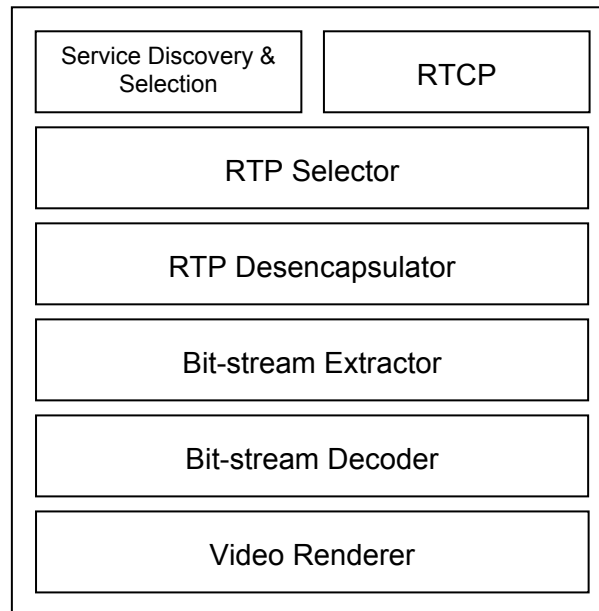 Service Discovery &
Selection
RTCP
RTP Selector
RTP Desencapsulator
Bit-stream Extractor
Bit-stream Decoder
Video Renderer